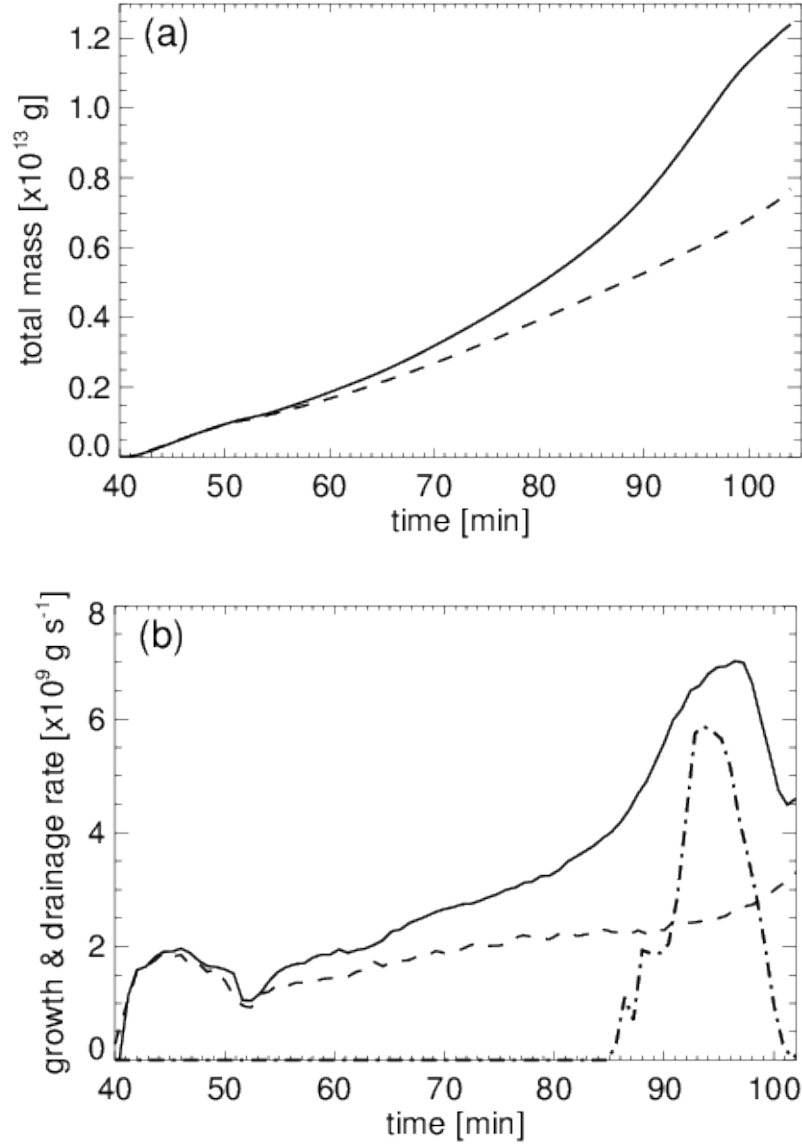 (a)
total mass [x10¹³ g]
1.2
1.0
0.8
0.6
0.4
0.2
0.0
40 50 60 70 80 90 100
time [min]
(b)
growth & drainage rate [x10⁹ g s⁻¹]
8
6
4
2
0
40 50 60 70 80 90 100
time [min]